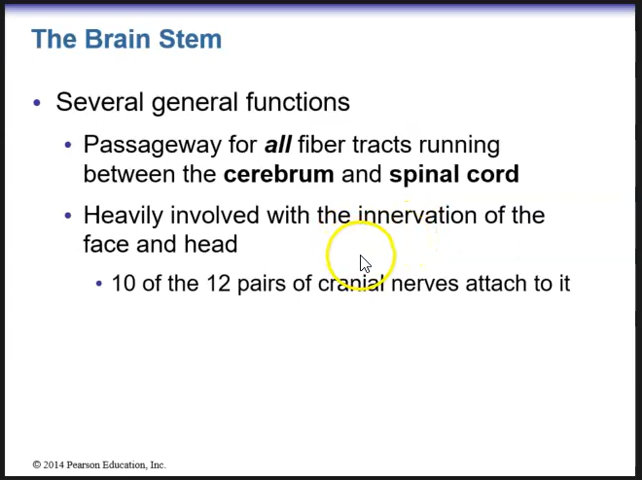 The Brain Stem
• Several general functions
• Passageway for all fiber tracts running
between the cerebrum and spinal cord
• Heavily involved with the innervation of the
face and head
• 10 of the 12 pairs of cranial nerves attach to it
© 2014 Pearson Education, Inc.